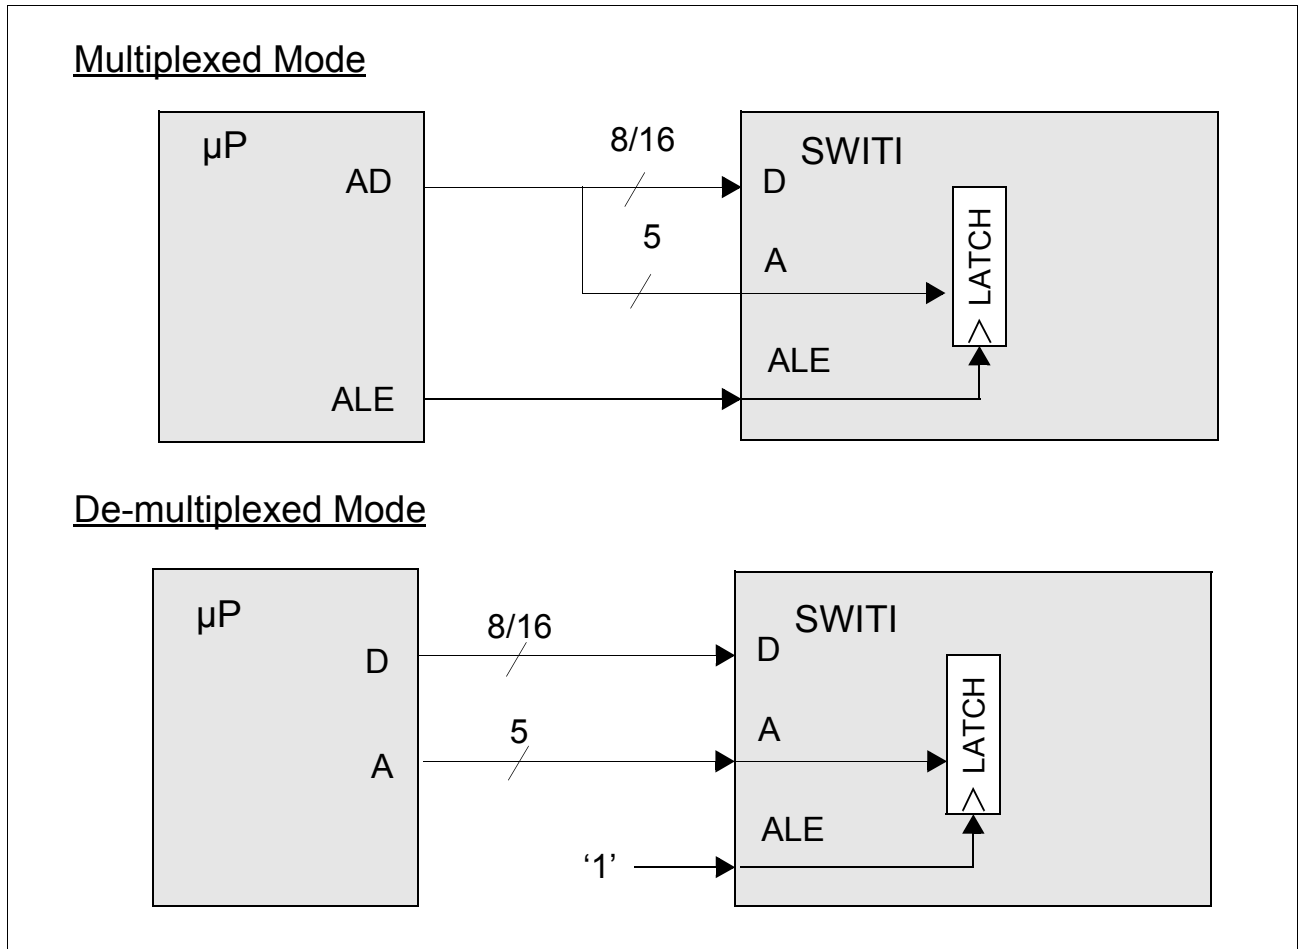 Multiplexed Mode
µP
AD
ALE
8/16
5
SWITI
D
A
ALE
LATCH
De-multiplexed Mode
µP
D
A
8/16
5
‘1’
SWITI
D
A
ALE
LATCH